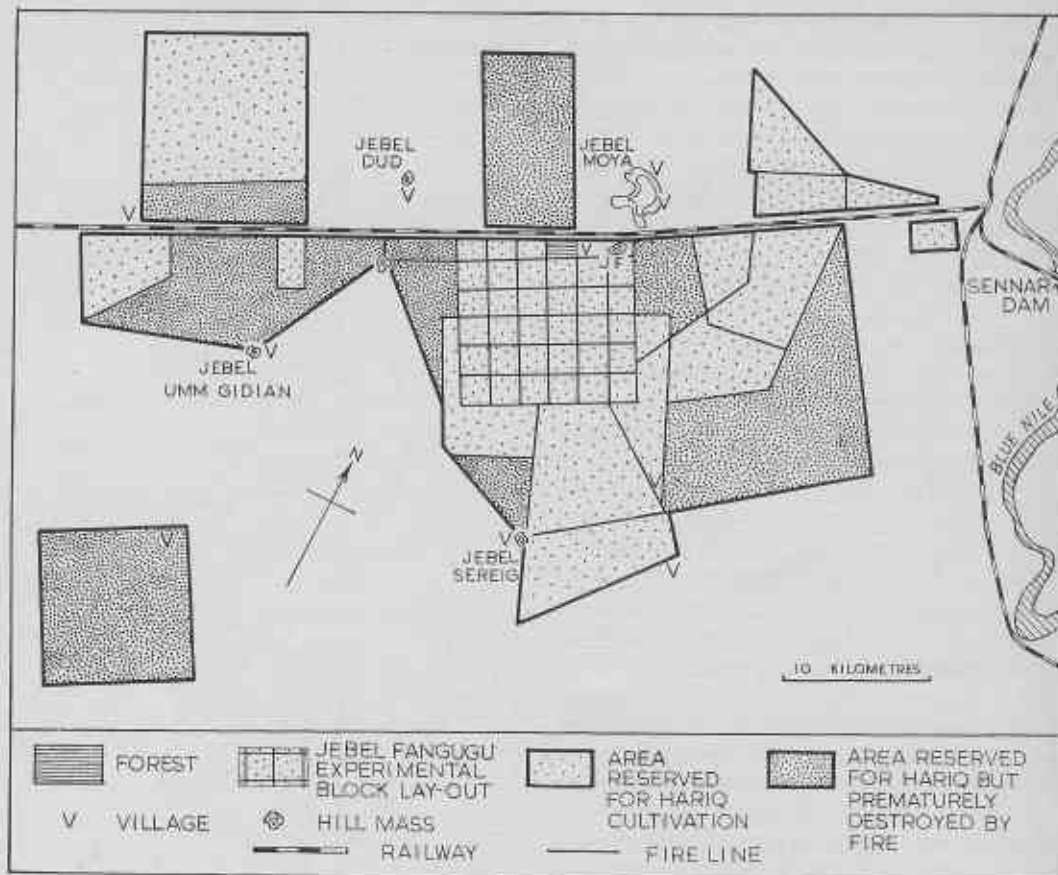 JEBEL
DUD
V
JEBEL
MOYA
V
V
V
V
J F
SENNAR
DAM
V
JEBEL
UMM GIDIAN
N
BLUE NILE
V
V
JEBEL
SEREIG
V
10 KILOMETRES
FOREST
JEBEL FANGUGU
EXPERIMENTAL
BLOCK LAY-OUT
AREA
RESERVED
FOR HARIQ
CULTIVATION
AREA RESERVED
FOR HARIQ BUT
PREMATURELY
DESTROYED BY
FIRE
V VILLAGE
HILL MASS
RAILWAY
FIRE LINE